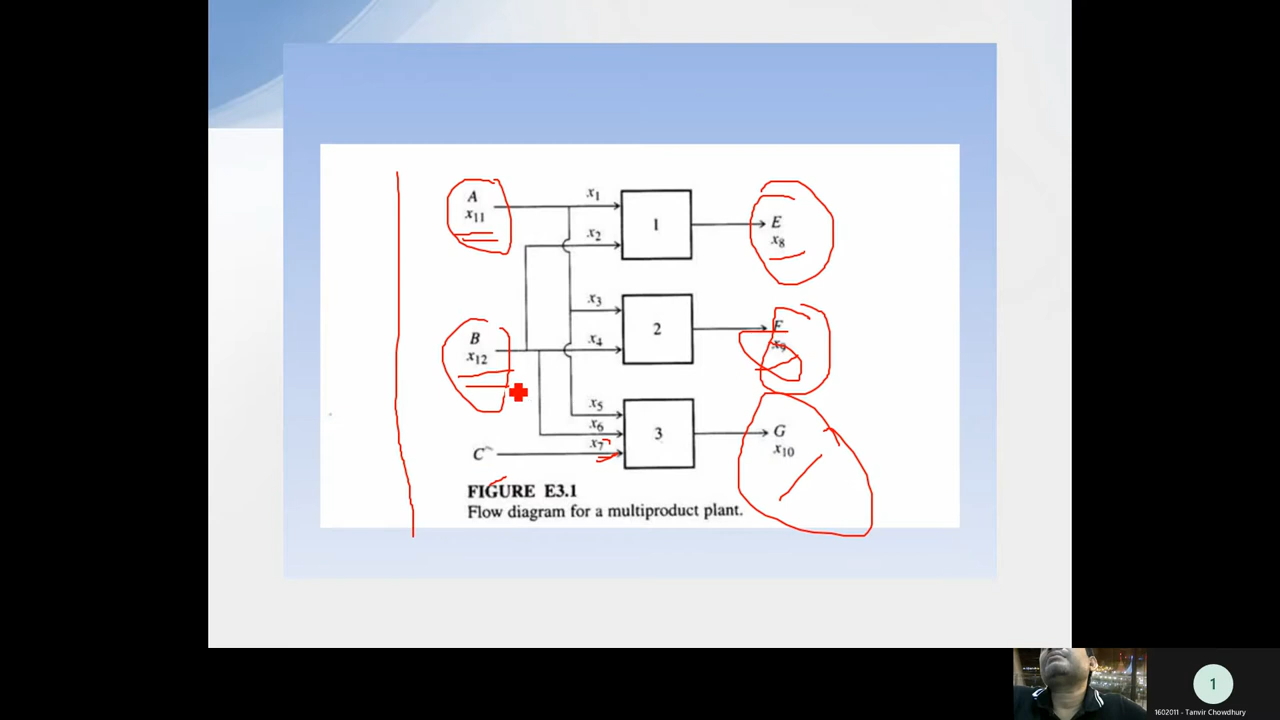 A
x11
x1
x2
1
E
x8
B
x12
x3
x4
2
F
x9
x5
x6
x7
C
3
G
x10
FIGURE E3.1
Flow diagram for a multiproduct plant.
1
1602011 - Tanvir Chowdhury